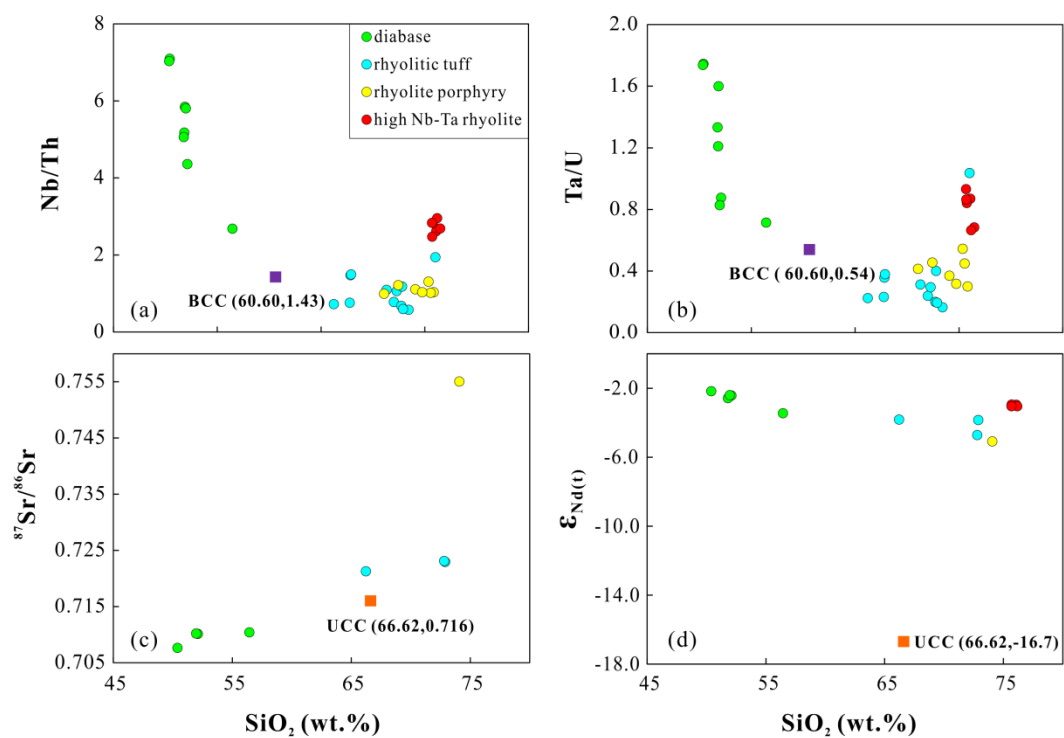 8
6
4
2
0
Nb/Th
diabase
rhyolitic tuff
rhyolite porphyry
high Nb-Ta rhyolite
BCC (60.60,1.43)
(a)
2.0
1.6
1.2
0.8
0.4
0.0
Ta/U
BCC ( 60.60,0.54)
(b)
0.755
0.745
0.735
0.725
0.715
0.705
⁸⁷Sr/⁸⁶Sr
UCC (66.62,0.716)
(c)
45
55
65
75
SiO₂ (wt.%)
-2.0
-6.0
-10.0
-14.0
-18.0
εNd(t)
UCC (66.62,-16.7)
(d)
45
55
65
75
SiO₂ (wt.%)